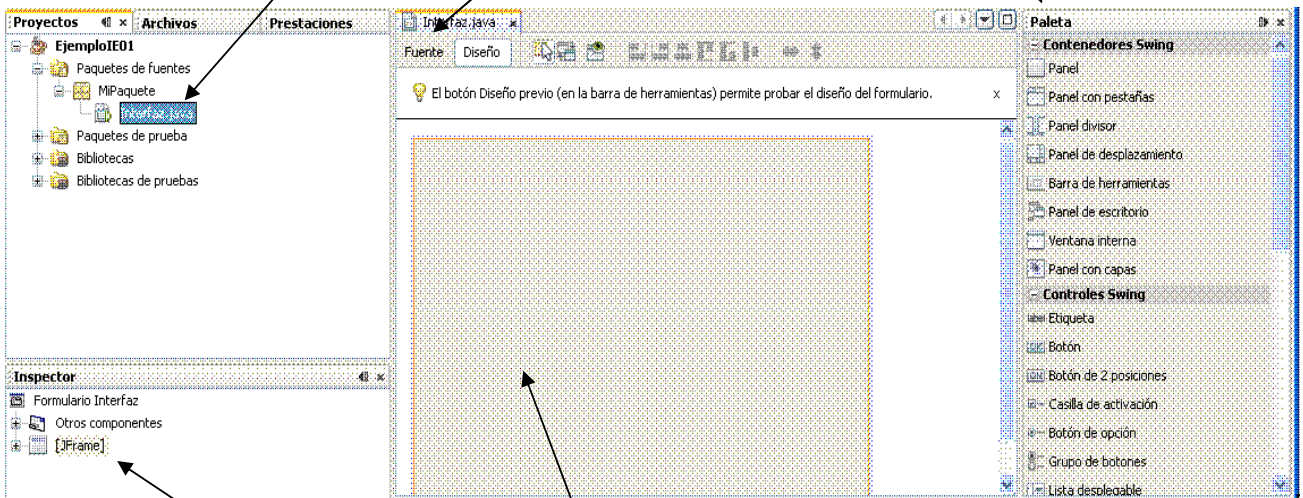 Proyectos
Archivos
Prestaciones
EjemploIE01
Paquetes de fuentes
MiPaquete
Interfaz.java
Paquetes de prueba
Bibliotecas
Bibliotecas de pruebas
Inspector
Formulario Interfaz
Otros componentes
[JFrame]
Interfaz.java
Fuente Diseño
El botón Diseño previo (en la barra de herramientas) permite probar el diseño del formulario.
Paleta
Contenedores Swing
Panel
Panel con pestañas
Panel divisor
Panel de desplazamiento
Barra de herramientas
Panel de escritorio
Ventana interna
Panel con capas
Controles Swing
label Etiqueta
Botón
ON Botón de 2 posiciones
Casilla de activación
Botón de opción
Grupo de botones
Lista desplegable